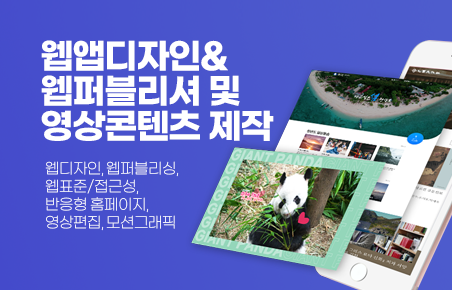 웹앱디자인&
웹퍼블리셔 및
영상콘텐츠 제작
웹디자인, 웹퍼블리싱,
웹표준/접근성,
반응형 홈페이지,
영상편집, 모션그래픽
GIANT PANDA
GIANT PANDA